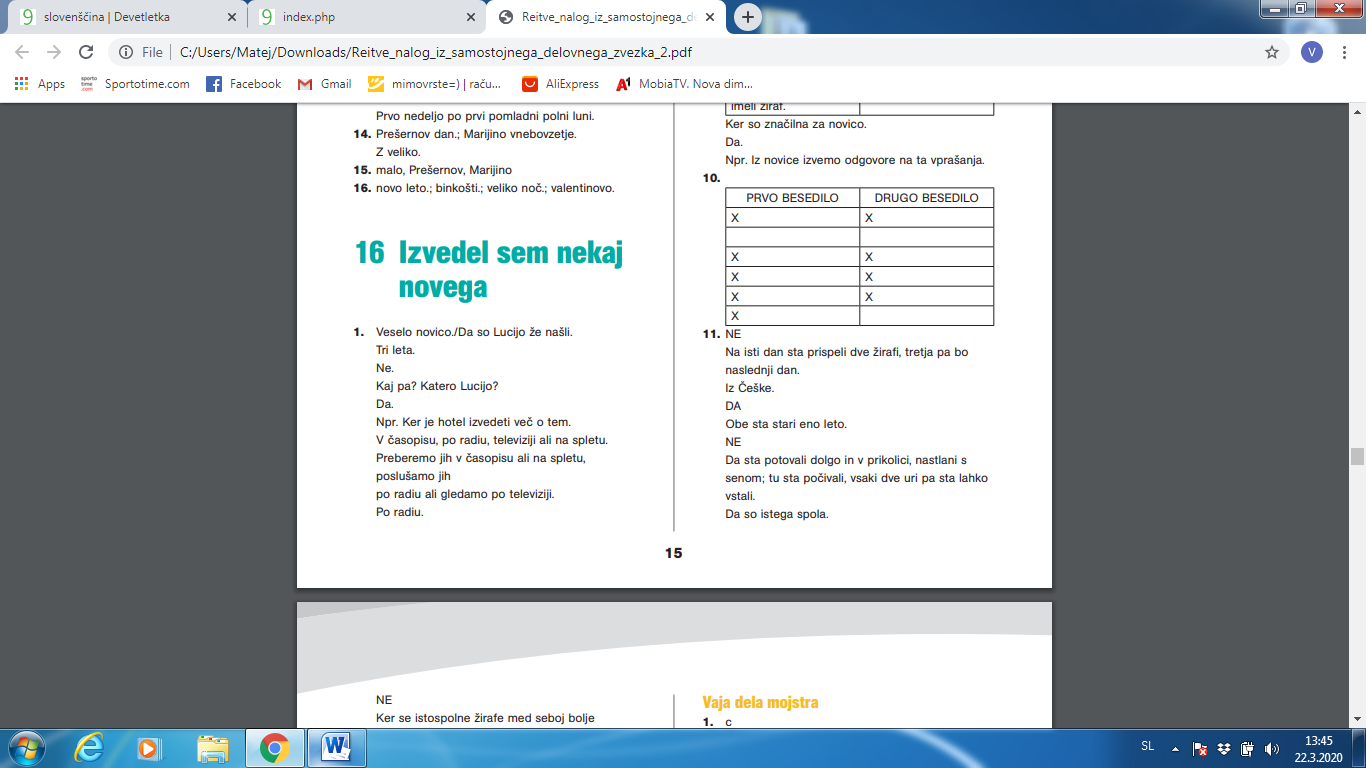 slovenščina | Devetletka
index.php
Reitve_nalog_iz_samostojnega_de
File | C:/Users/Matej/Downloads/Reitve_nalog_iz_samostojnega_delovnega_zvezka_2.pdf
V
Apps
Sportotime.com
Facebook
Gmail
mimovrste=) | raču...
AliExpress
MobiaTV. Nova dim...
Prvo nedeljo po prvi pomladni polni luni.
14. Prešernov dan.; Marijino vnebovzetje.
Z veliko.
15. malo, Prešernov, Marijino
16. novo leto.; binkošti.; veliko noč.; valentinovo.
16 Izvedel sem nekaj
novega
1. Veselo novico./Da so Lucijo že našli.
Tri leta.
Ne.
Kaj pa? Katero Lucijo?
Da.
Npr. Ker je hotel izvedeti več o tem.
V časopisu, po radiu, televiziji ali na spletu.
Preberemo jih v časopisu ali na spletu,
poslušamo jih
po radiu ali gledamo po televiziji.
Po radiu.
imeli žiraf.
Ker so značilna za novico.
Da.
Npr. Iz novice izvemo odgovore na ta vprašanja.
10.
PRVO BESEDILO DRUGO BESEDILO
X X
X X
X X
X X
X
11. NE
Na isti dan sta prispeli dve žirafi, tretja pa bo
naslednji dan.
Iz Češke.
DA
Obe sta stari eno leto.
NE
Da sta potovali dolgo in v prikolici, nastlani s
senom; tu sta počivali, vsaki dve uri pa sta lahko
vstali.
Da so istega spola.
15
NE
Ker se istospolne žirafe med seboj bolje
Vaja dela mojstra
1. c
SL
13:45
22.3.2020